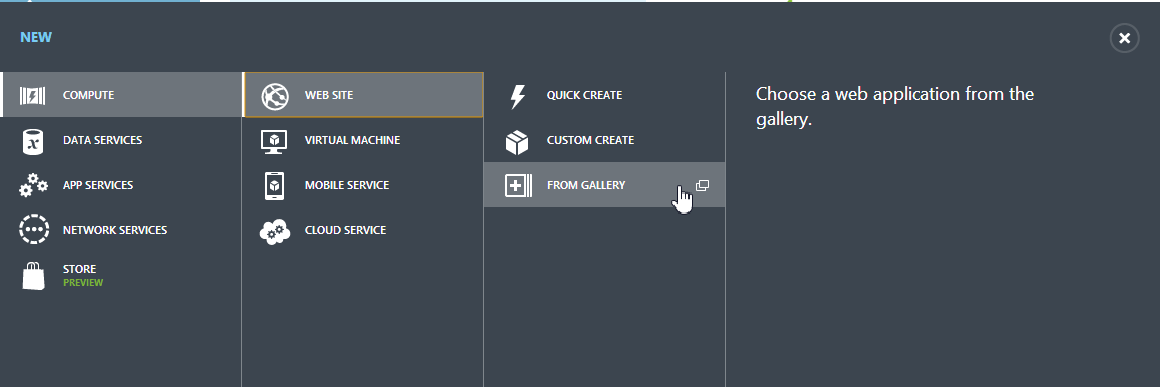 NEW
COMPUTE
DATA SERVICES
APP SERVICES
NETWORK SERVICES
STORE
PREVIEW
WEB SITE
VIRTUAL MACHINE
MOBILE SERVICE
CLOUD SERVICE
QUICK CREATE
CUSTOM CREATE
FROM GALLERY
Choose a web application from the
gallery.